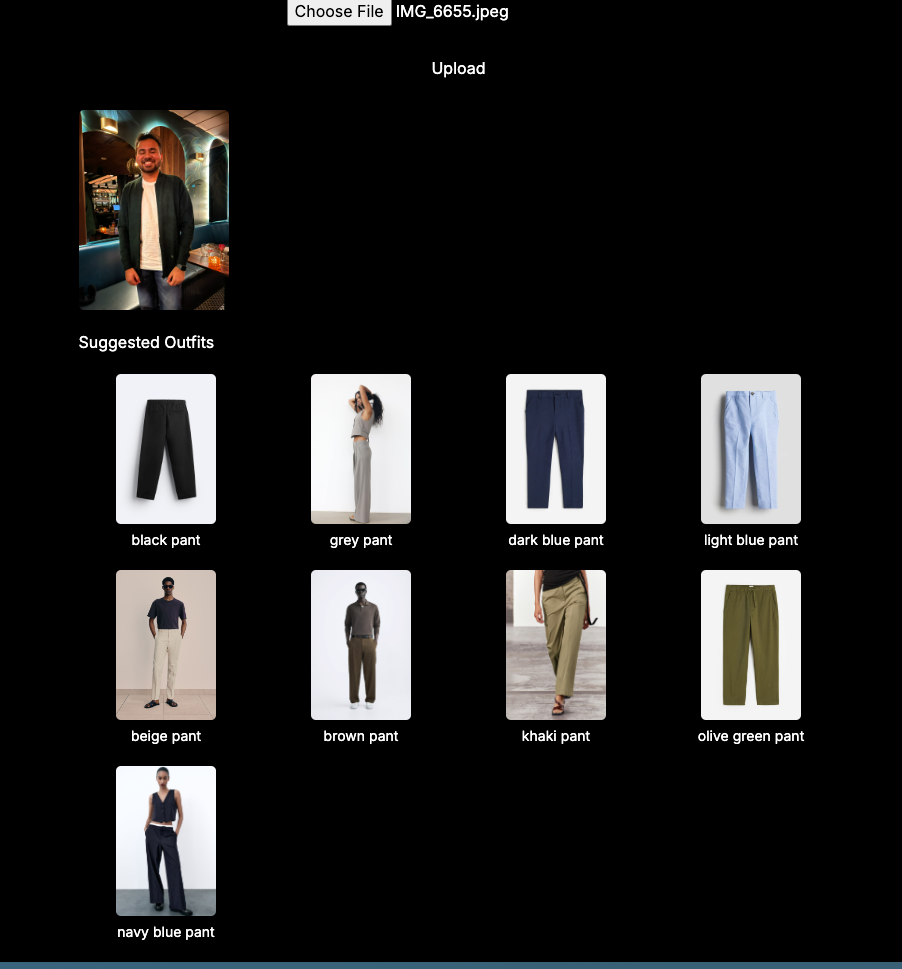 Choose File IMG_6655.jpeg
Upload
Suggested Outfits
black pant
grey pant
dark blue pant
light blue pant
beige pant
brown pant
khaki pant
olive green pant
navy blue pant